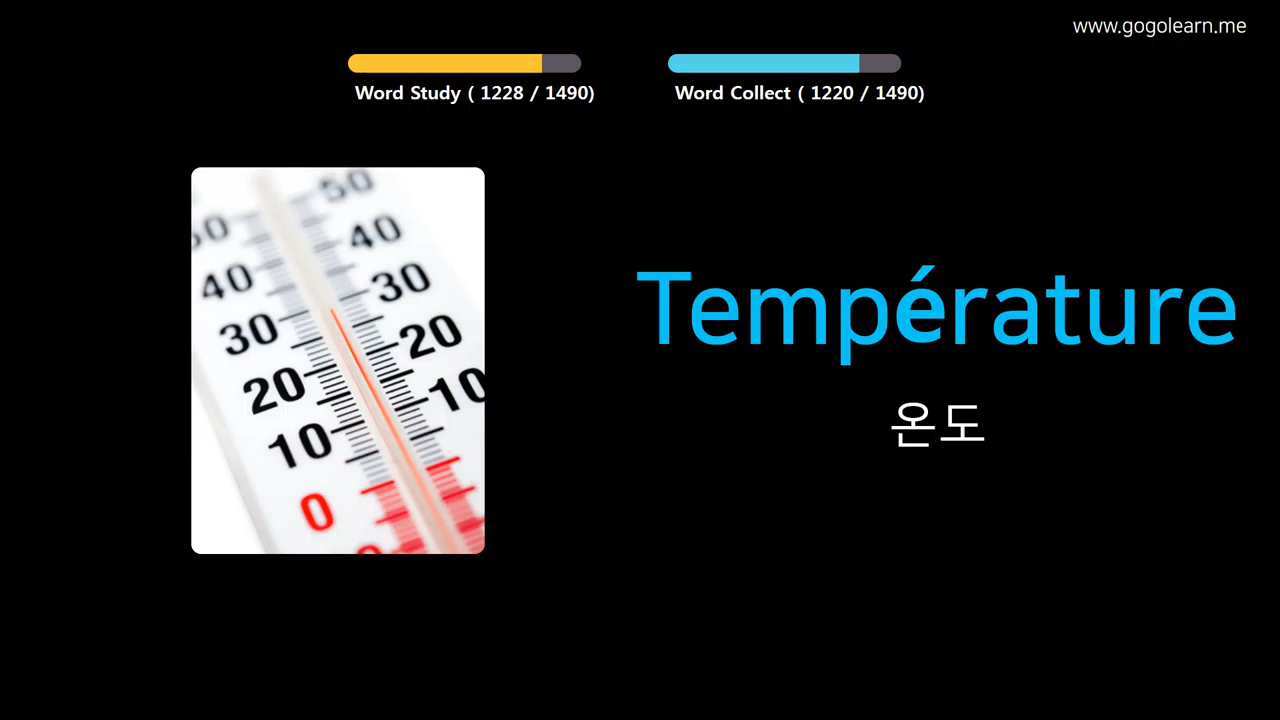 www.gogolearn.me
Word Study ( 1228 / 1490)
Word Collect ( 1220 / 1490)
50
50
40
40
30
30
20
20
10
10
0
Température
온도